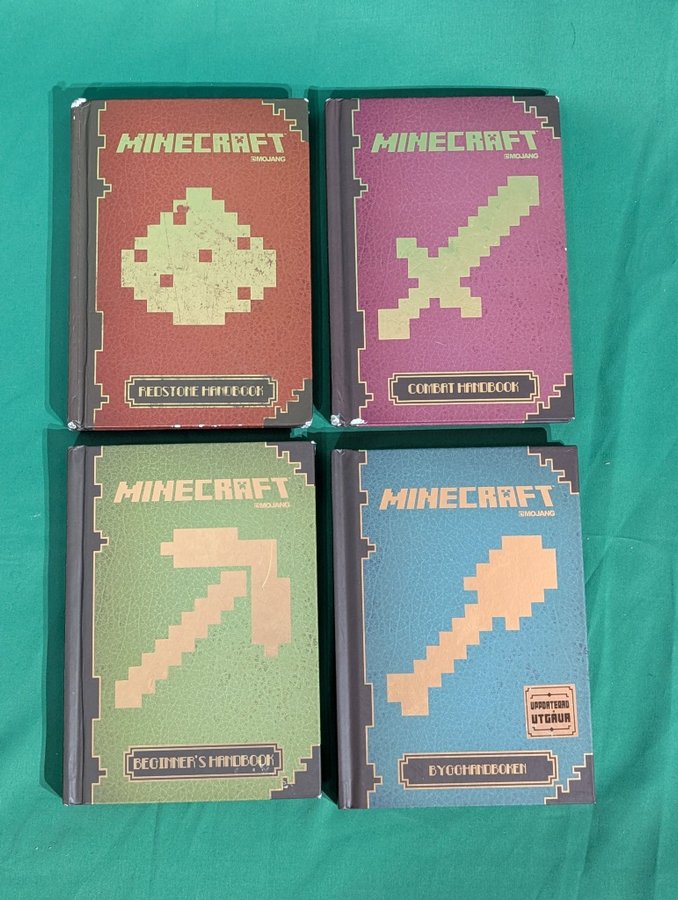 MINECRAFT
MOJANG
REDSTONE HANDBOOK
MINECRAFT
MOJANG
COMBAT HANDBOOK
MINECRAFT
MOJANG
BEGINNER'S HANDBOOK
MINECRAFT
MOJANG
UPPDATERAD
UTGÅVA
BYGGHANDBOKEN